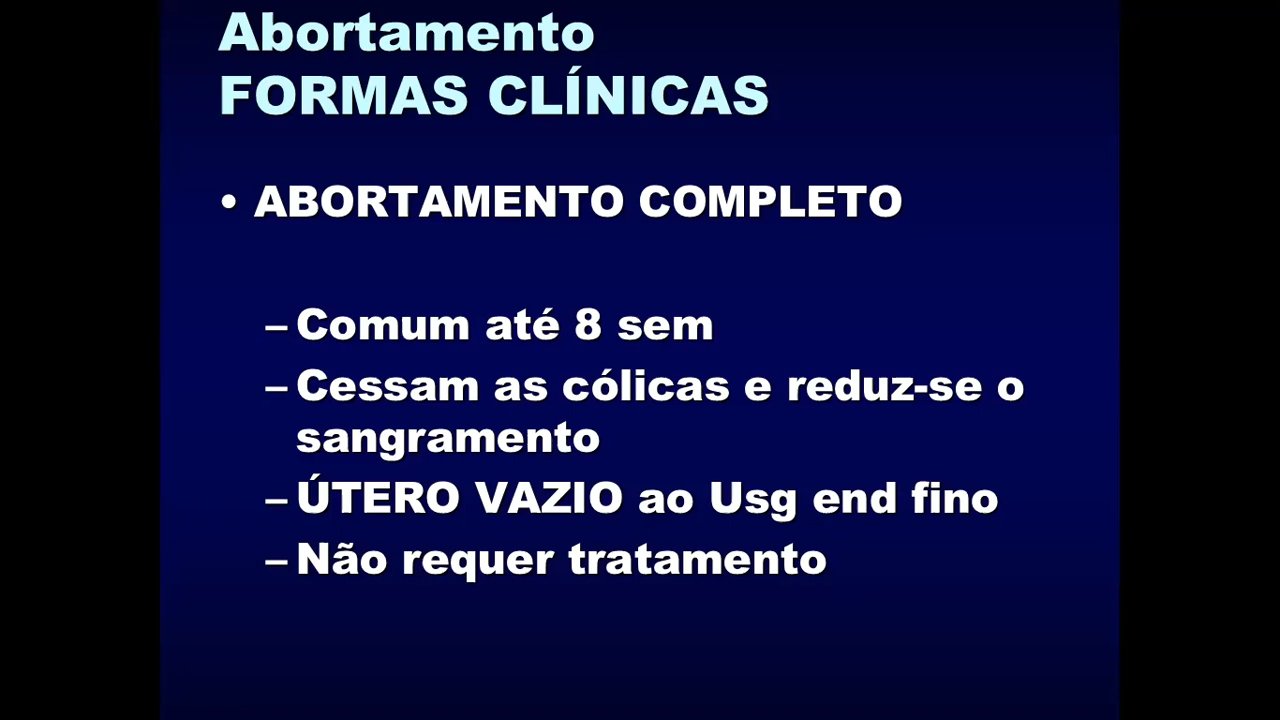 Abortamento
FORMAS CLÍNICAS
• ABORTAMENTO COMPLETO
– Comum até 8 sem
– Cessam as cólicas e reduz-se o
sangramento
– ÚTERO VAZIO ao Usg end fino
– Não requer tratamento